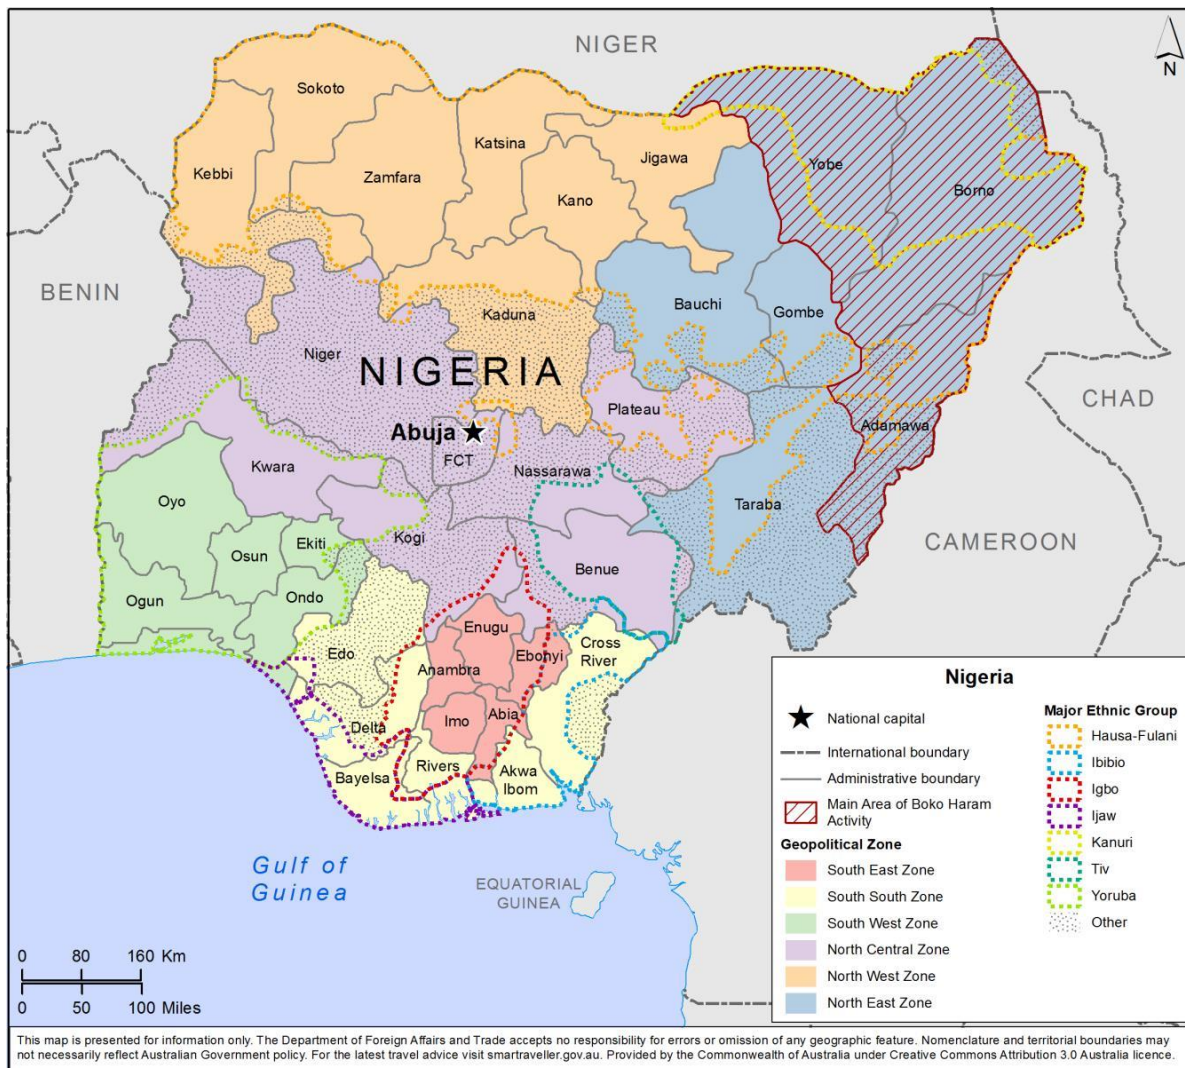 NIGER
N
Sokoto
Katsina
Jigawa
Kebbi
Zamfara
Kano
Yobe
Borno
BENIN
Kaduna
Bauchi
Gombe
Niger
NIGERIA
CHAD
Plateau
Abuja
FCT
Adamawa
Kwara
Nassarawa
Oyo
Taraba
Kogi
CAMEROON
Osun
Ekiti
Benue
Ogun
Ondo
Enugu
Edo
Anambra
Ebonyi
Cross
River
Imo
Abia
Delta
Rivers
Bayelsa
Akwa
Ibom
Gulf of
Guinea
EQUATORIAL
GUINEA
0 80 160 Km
0 50 100 Miles
Nigeria
National capital
International boundary
Administrative boundary
Main Area of Boko Haram
Activity
Geopolitical Zone
South East Zone
South South Zone
South West Zone
North Central Zone
North West Zone
North East Zone
Major Ethnic Group
Hausa-Fulani
Ibibio
Igbo
Ijaw
Kanuri
Tiv
Yoruba
Other
This map is presented for information only. The Department of Foreign Affairs and Trade accepts no responsibility for errors or omission of any geographic feature. Nomenclature and territorial boundaries may
not necessarily reflect Australian Government policy. For the latest travel advice visit smartraveller.gov.au. Provided by the Commonwealth of Australia under Creative Commons Attribution 3.0 Australia licence.